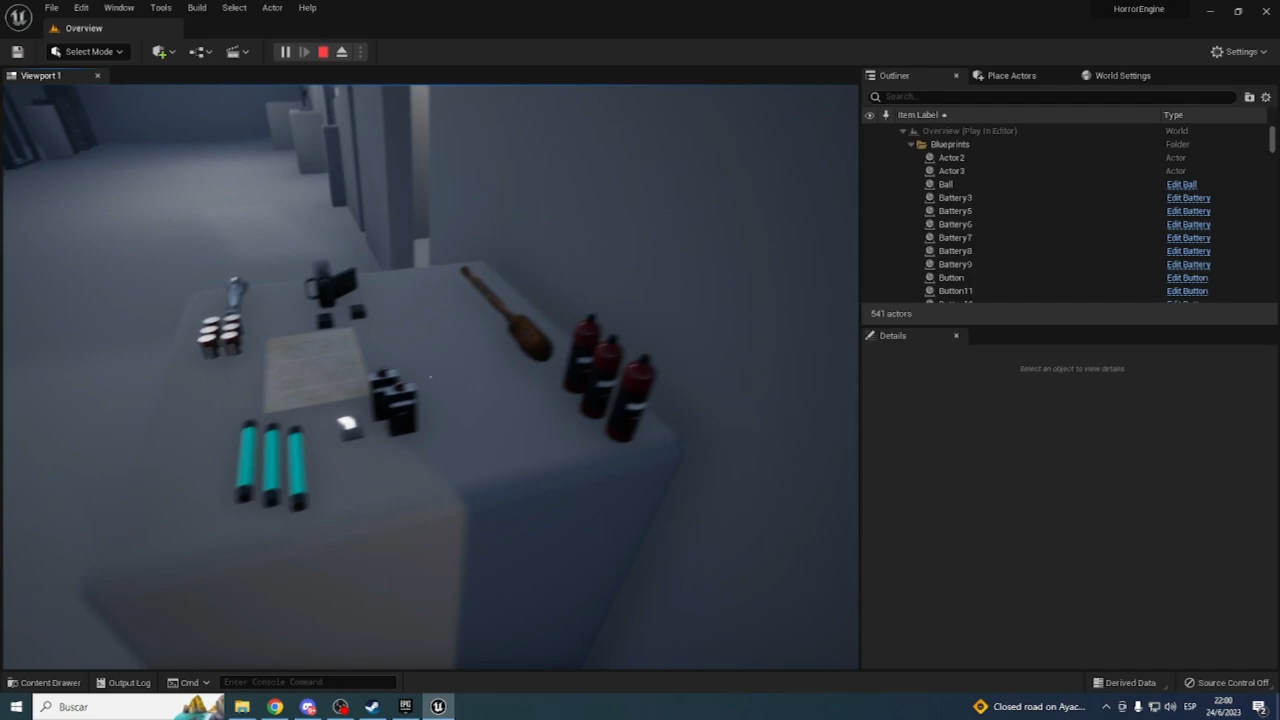 File Edit Window Tools Build Select Actor Help
HorrorEngine
Overview
Select Mode
Settings
Viewport 1
Outliner
Place Actors
World Settings
Search...
Item Label
Type
Overview (Play In Editor)
World
Blueprints
Folder
Actor2
Actor
Actor3
Actor
Ball
Edit Ball
Battery3
Edit Battery
Battery5
Edit Battery
Battery6
Edit Battery
Battery7
Edit Battery
Battery8
Edit Battery
Battery9
Edit Battery
Button
Edit Button
Button11
Edit Button
541 actors
Details
Select an object to view details.
Content Drawer
Output Log
Cmd
Enter Console Command
Derived Data
Source Control Off
Buscar
Closed road on Ayac...
ESP
22:00
24/6/2023
2